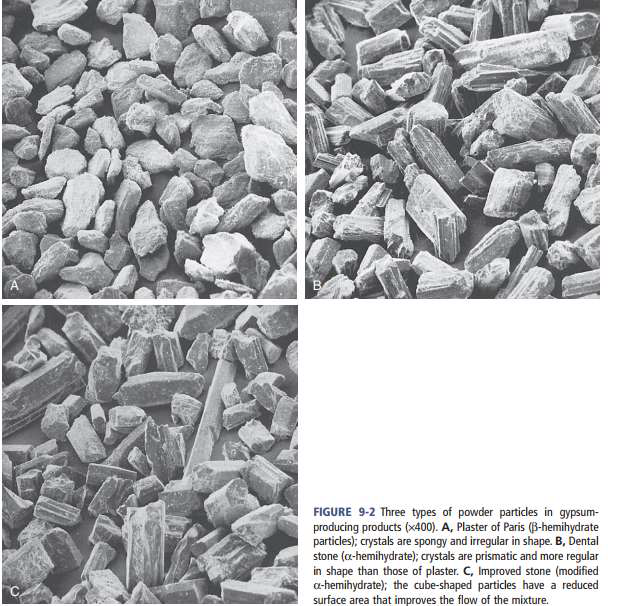 A
B
C
FIGURE 9-2 Three types of powder particles in gypsum-
producing products (×400). A, Plaster of Paris (β-hemihydrate
particles); crystals are spongy and irregular in shape. B, Dental
stone (α-hemihydrate); crystals are prismatic and more regular
in shape than those of plaster. C, Improved stone (modified
α-hemihydrate); the cube-shaped particles have a reduced
surface area that improves the flow of the mixture.